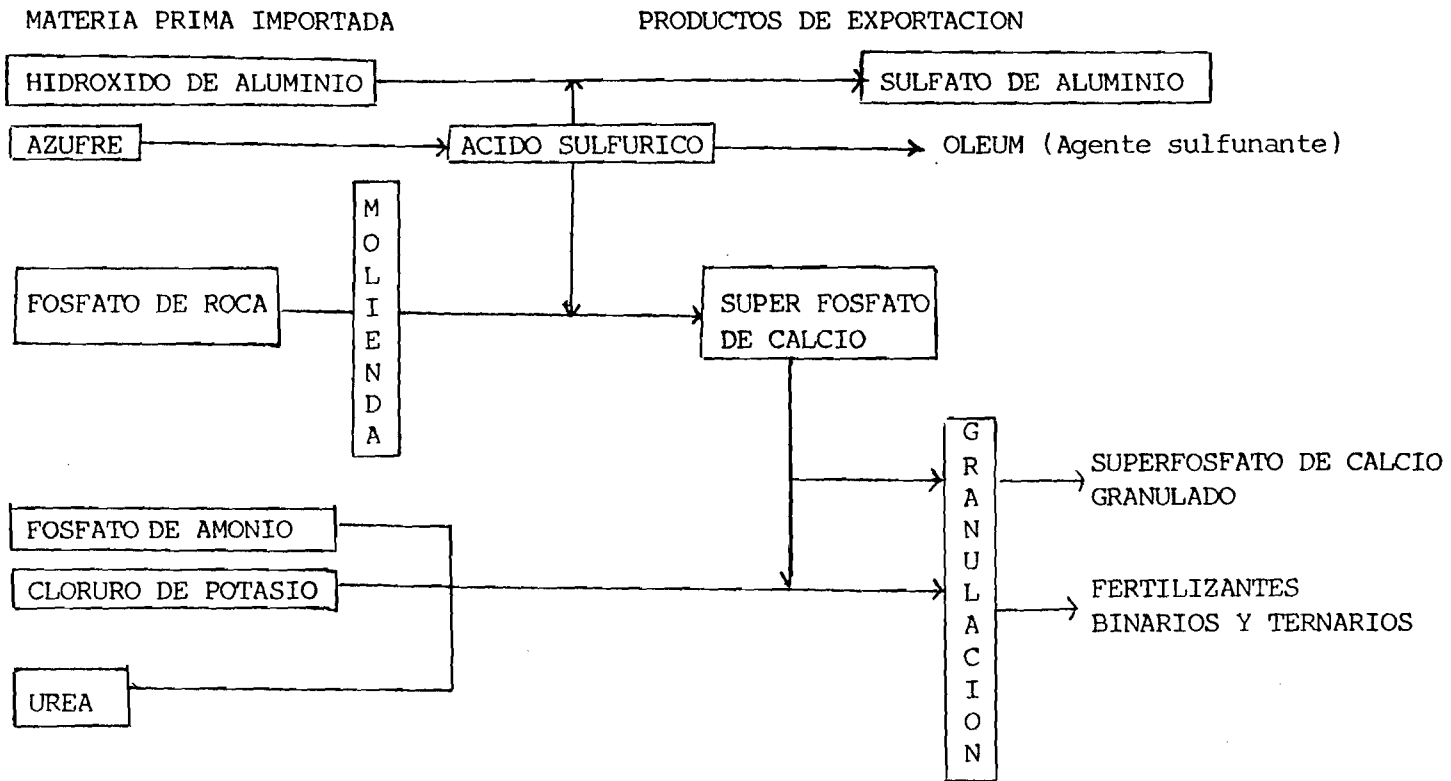 MATERIA PRIMA IMPORTADA
PRODUCTOS DE EXPORTACION
HIDROXIDO DE ALUMINIO
SULFATO DE ALUMINIO
AZUFRE
ACIDO SULFURICO
OLEUM (Agente sulfunante)
MOLIENDA
FOSFATO DE ROCA
SUPER FOSFATO
DE CALCIO
GRANULACION
SUPERFOSFATO DE CALCIO
GRANULADO
FOSFATO DE AMONIO
CLORURO DE POTASIO
FERTILIZANTES
BINARIOS Y TERNARIOS
UREA